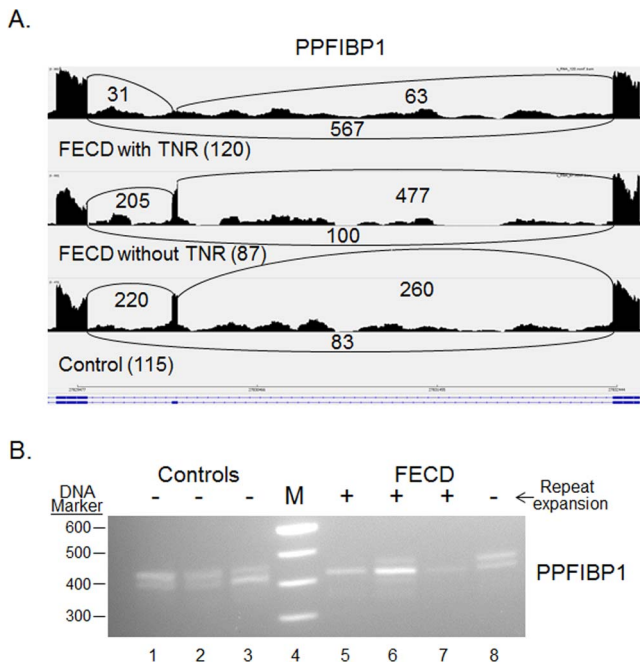 A.
PPFIBP1
31
63
567
FECD with TNR (120)
205
477
100
FECD without TNR (87)
220
260
83
Control (115)
B.
Controls
FECD
DNA
Marker
- - - M + + + -
Repeat
expansion
600
500
400
300
PPFIBP1
1 2 3 4 5 6 7 8